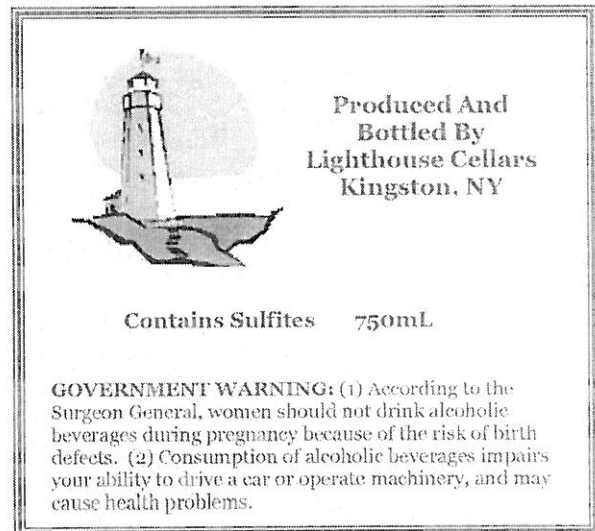 Produced And
Bottled By
Lighthouse Cellars
Kingston, NY
Contains Sulfites 750mL
GOVERNMENT WARNING: (1) According to the
Surgeon General, women should not drink alcoholic
beverages during pregnancy because of the risk of birth
defects. (2) Consumption of alcoholic beverages impairs
your ability to drive a car or operate machinery, and may
cause health problems.